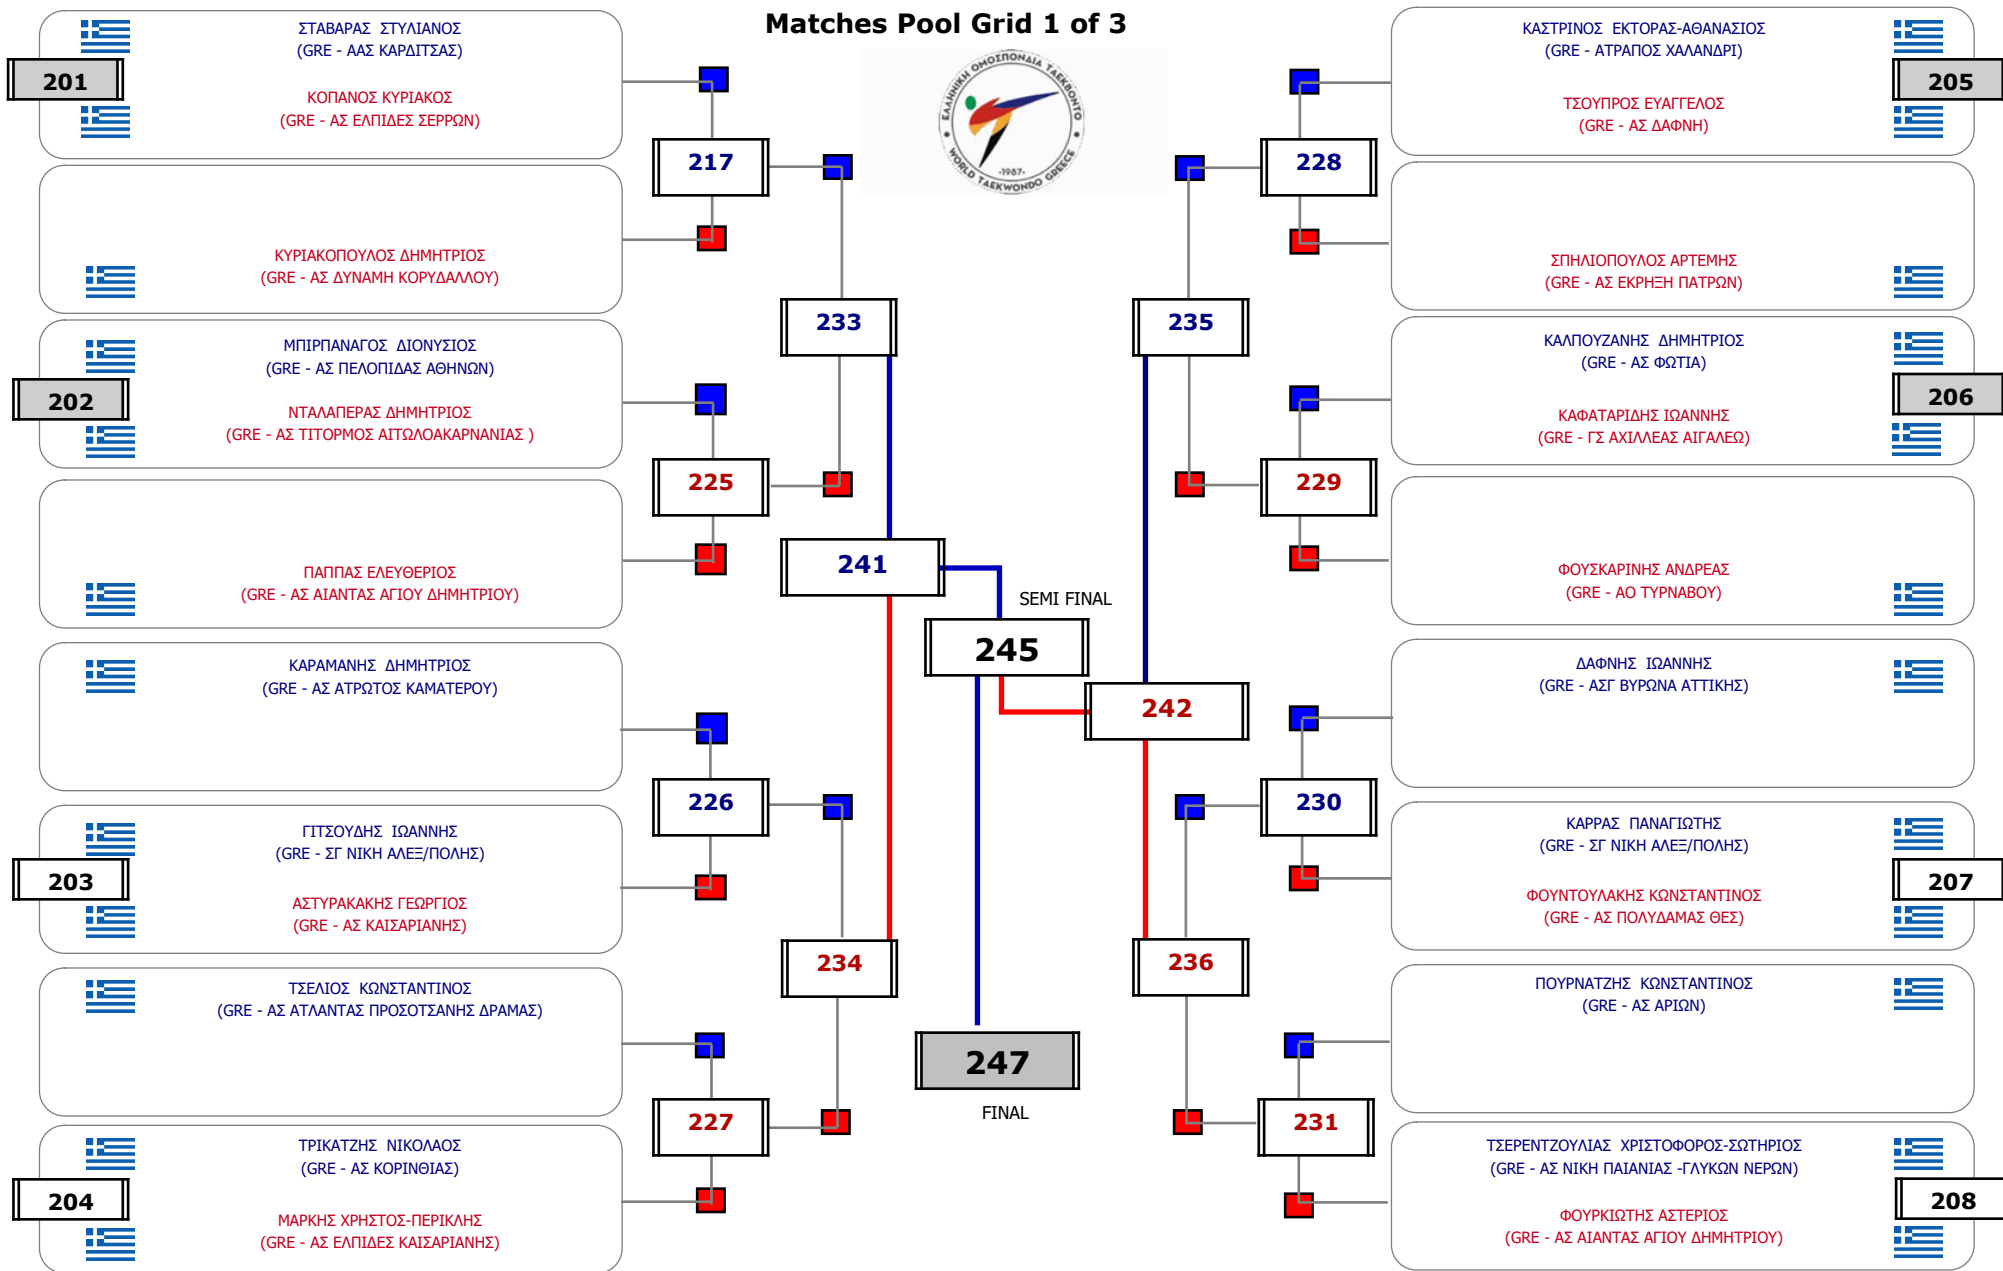 Matches Pool Grid 1 of 3
ΕΛΛΗΝΙΚΗ ΟΜΟΣΠΟΝΔΙΑ ΤΑΕΚΒΟΝΤΟ
WORLD TAEKWONDO GREECE
-1987-
201
ΣΤΑΒΑΡΑΣ ΣΤΥΛΙΑΝΟΣ
(GRE - ΑΑΣ ΚΑΡΔΙΤΣΑΣ)
ΚΟΠΑΝΟΣ ΚΥΡΙΑΚΟΣ
(GRE - ΑΣ ΕΛΠΙΔΕΣ ΣΕΡΡΩΝ)
ΚΥΡΙΑΚΟΠΟΥΛΟΣ ΔΗΜΗΤΡΙΟΣ
(GRE - ΑΣ ΔΥΝΑΜΗ ΚΟΡΥΔΑΛΛΟΥ)
202
ΜΠΙΡΠΑΝΑΓΟΣ ΔΙΟΝΥΣΙΟΣ
(GRE - ΑΣ ΠΕΛΟΠΙΔΑΣ ΑΘΗΝΩΝ)
ΝΤΑΛΑΠΕΡΑΣ ΔΗΜΗΤΡΙΟΣ
(GRE - ΑΣ ΤΙΤΟΡΜΟΣ ΑΙΤΩΛΟΑΚΑΡΝΑΝΙΑΣ )
ΠΑΠΠΑΣ ΕΛΕΥΘΕΡΙΟΣ
(GRE - ΑΣ ΑΙΑΝΤΑΣ ΑΓΙΟΥ ΔΗΜΗΤΡΙΟΥ)
ΚΑΡΑΜΑΝΗΣ ΔΗΜΗΤΡΙΟΣ
(GRE - ΑΣ ΑΤΡΩΤΟΣ ΚΑΜΑΤΕΡΟΥ)
203
ΓΙΤΣΟΥΔΗΣ ΙΩΑΝΝΗΣ
(GRE - ΣΓ ΝΙΚΗ ΑΛΕΞ/ΠΟΛΗΣ)
ΑΣΤΥΡΑΚΑΚΗΣ ΓΕΩΡΓΙΟΣ
(GRE - ΑΣ ΚΑΙΣΑΡΙΑΝΗΣ)
ΤΣΕΛΙΟΣ ΚΩΝΣΤΑΝΤΙΝΟΣ
(GRE - ΑΣ ΑΤΛΑΝΤΑΣ ΠΡΟΣΟΤΣΑΝΗΣ ΔΡΑΜΑΣ)
204
ΤΡΙΚΑΤΖΗΣ ΝΙΚΟΛΑΟΣ
(GRE - ΑΣ ΚΟΡΙΝΘΙΑΣ)
ΜΑΡΚΗΣ ΧΡΗΣΤΟΣ-ΠΕΡΙΚΛΗΣ
(GRE - ΑΣ ΕΛΠΙΔΕΣ ΚΑΙΣΑΡΙΑΝΗΣ)
217
225
226
227
233
234
241
SEMI FINAL
245
242
247
FINAL
235
236
228
229
230
231
ΚΑΣΤΡΙΝΟΣ ΕΚΤΟΡΑΣ-ΑΘΑΝΑΣΙΟΣ
(GRE - ΑΤΡΑΠΟΣ ΧΑΛΑΝΔΡΙ)
205
ΤΣΟΥΠΡΟΣ ΕΥΑΓΓΕΛΟΣ
(GRE - ΑΣ ΔΑΦΝΗ)
ΣΠΗΛΙΟΠΟΥΛΟΣ ΑΡΤΕΜΗΣ
(GRE - ΑΣ ΕΚΡΗΞΗ ΠΑΤΡΩΝ)
ΚΑΛΠΟΥΖΑΝΗΣ ΔΗΜΗΤΡΙΟΣ
(GRE - ΑΣ ΦΩΤΙΑ)
206
ΚΑΦΑΤΑΡΙΔΗΣ ΙΩΑΝΝΗΣ
(GRE - ΓΣ ΑΧΙΛΛΕΑΣ ΑΙΓΑΛΕΩ)
ΦΟΥΣΚΑΡΙΝΗΣ ΑΝΔΡΕΑΣ
(GRE - ΑΟ ΤΥΡΝΑΒΟΥ)
ΔΑΦΝΗΣ ΙΩΑΝΝΗΣ
(GRE - ΑΣΓ ΒΥΡΩΝΑ ΑΤΤΙΚΗΣ)
ΚΑΡΡΑΣ ΠΑΝΑΓΙΩΤΗΣ
(GRE - ΣΓ ΝΙΚΗ ΑΛΕΞ/ΠΟΛΗΣ)
207
ΦΟΥΝΤΟΥΛΑΚΗΣ ΚΩΝΣΤΑΝΤΙΝΟΣ
(GRE - ΑΣ ΠΟΛΥΔΑΜΑΣ ΘΕΣ)
ΠΟΥΡΝΑΤΖΗΣ ΚΩΝΣΤΑΝΤΙΝΟΣ
(GRE - ΑΣ ΑΡΙΩΝ)
ΤΣΕΡΕΝΤΖΟΥΛΙΑΣ ΧΡΙΣΤΟΦΟΡΟΣ-ΣΩΤΗΡΙΟΣ
(GRE - ΑΣ ΝΙΚΗ ΠΑΙΑΝΙΑΣ -ΓΛΥΚΩΝ ΝΕΡΩΝ)
208
ΦΟΥΡΚΙΩΤΗΣ ΑΣΤΕΡΙΟΣ
(GRE - ΑΣ ΑΙΑΝΤΑΣ ΑΓΙΟΥ ΔΗΜΗΤΡΙΟΥ)